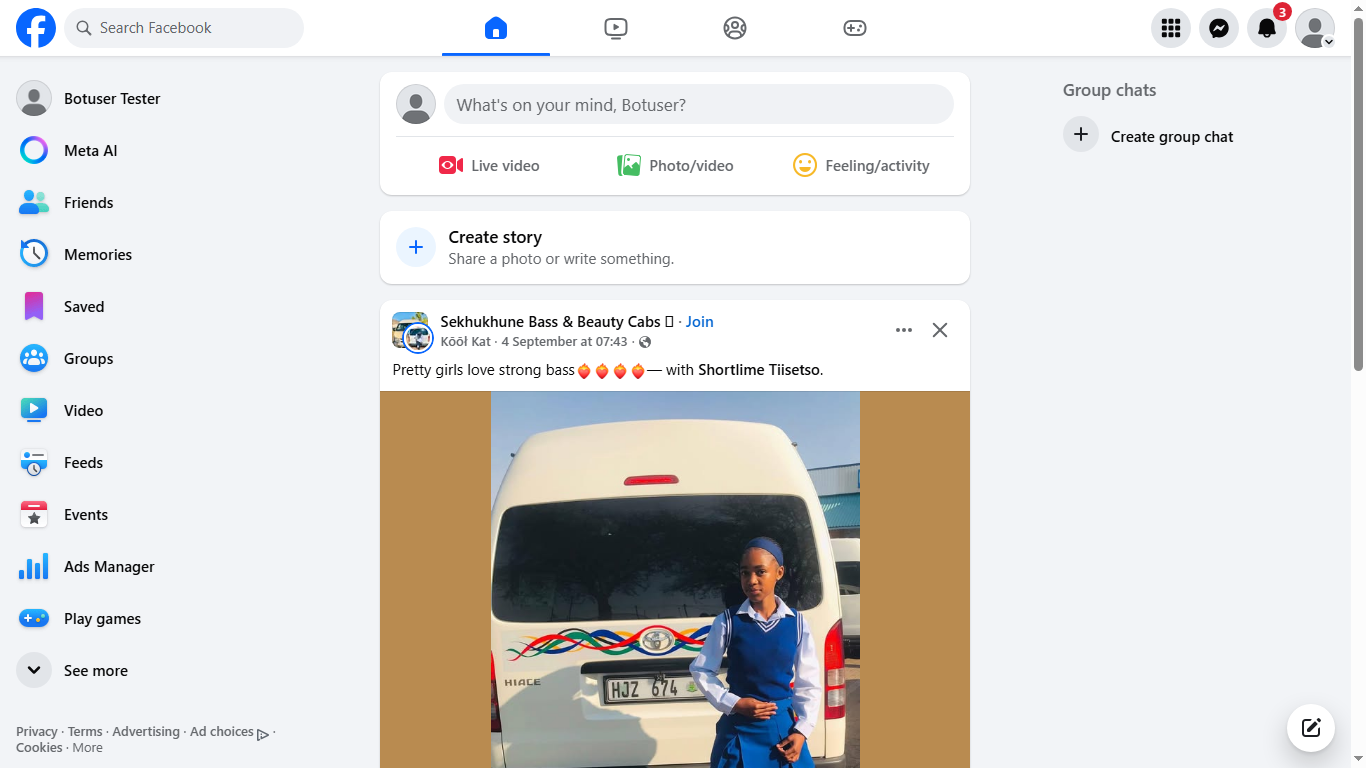 Search Facebook
3
Botuser Tester
Meta AI
Friends
Memories
Saved
Groups
Video
Feeds
Events
Ads Manager
Play games
See more
Privacy · Terms · Advertising · Ad choices ·
Cookies · More
What's on your mind, Botuser?
Live video
Photo/video
Feeling/activity
Create story
Share a photo or write something.
Sekhukhune Bass & Beauty Cabs · Join
Kōōł Kat · 4 September at 07:43 ·
Pretty girls love strong bass❤️‍🔥❤️‍🔥❤️‍🔥❤️‍🔥— with Shortlime Tiisetso.
HIACE
HJZ 674
Group chats
Create group chat